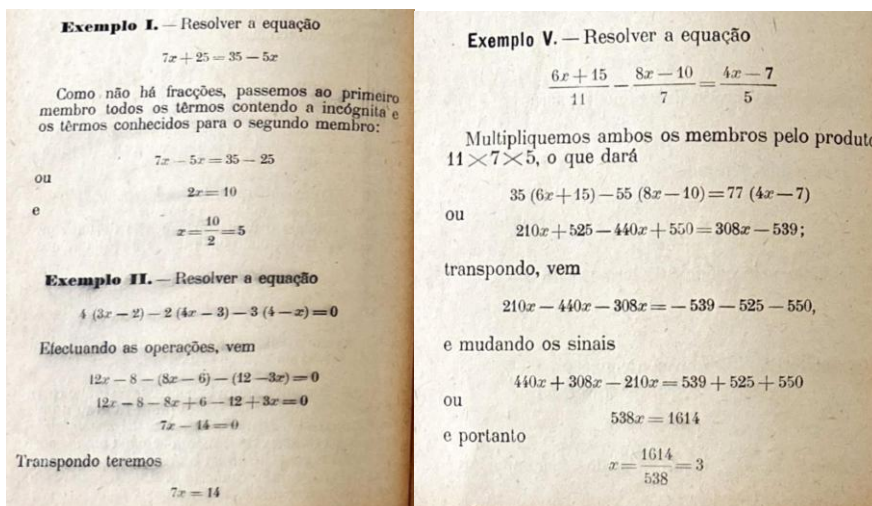 Exemplo I. — Resolver a equação
7x + 25 = 35 — 5x
Como não há fracções, passemos ao primeiro
membro todos os têrmos contendo a incógnita e
os têrmos conhecidos para o segundo membro:
7x — 5x = 35 — 25
ou
2x = 10
e
x = 10/2 = 5
Exemplo II. — Resolver a equação
4 (3x — 2) — 2 (4x — 3) — 3 (4 — x) = 0
Efectuando as operações, vem
12x — 8 — (8x — 6) — (12 — 3x) = 0
12x — 8 — 8x + 6 — 12 + 3x = 0
7x — 14 = 0
Transpondo teremos
7x = 14
Exemplo V. — Resolver a equação
(6x + 15)/11 — (8x — 10)/7 = (4x — 7)/5
Multipliquemos ambos os membros pelo produto
11 × 7 × 5, o que dará
35 (6x + 15) — 55 (8x — 10) = 77 (4x — 7)
ou
210x + 525 — 440x + 550 = 308x — 539;
transpondo, vem
210x — 440x — 308x = — 539 — 525 — 550,
e mudando os sinais
440x + 308x — 210x = 539 + 525 + 550
ou
538x = 1614
e portanto
x = 1614/538 = 3